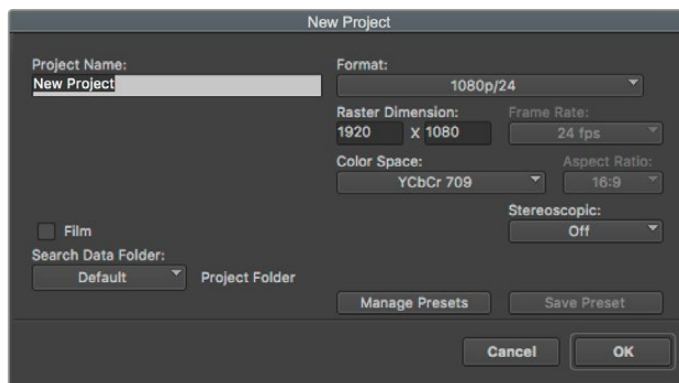 New Project
Project Name:
New Project
Format:
1080p/24
Raster Dimension:
1920 X 1080
Frame Rate:
24 fps
Color Space:
YCbCr 709
Aspect Ratio:
16:9
Stereoscopic:
Off
Film
Search Data Folder:
Default
Project Folder
Manage Presets
Save Preset
Cancel
OK